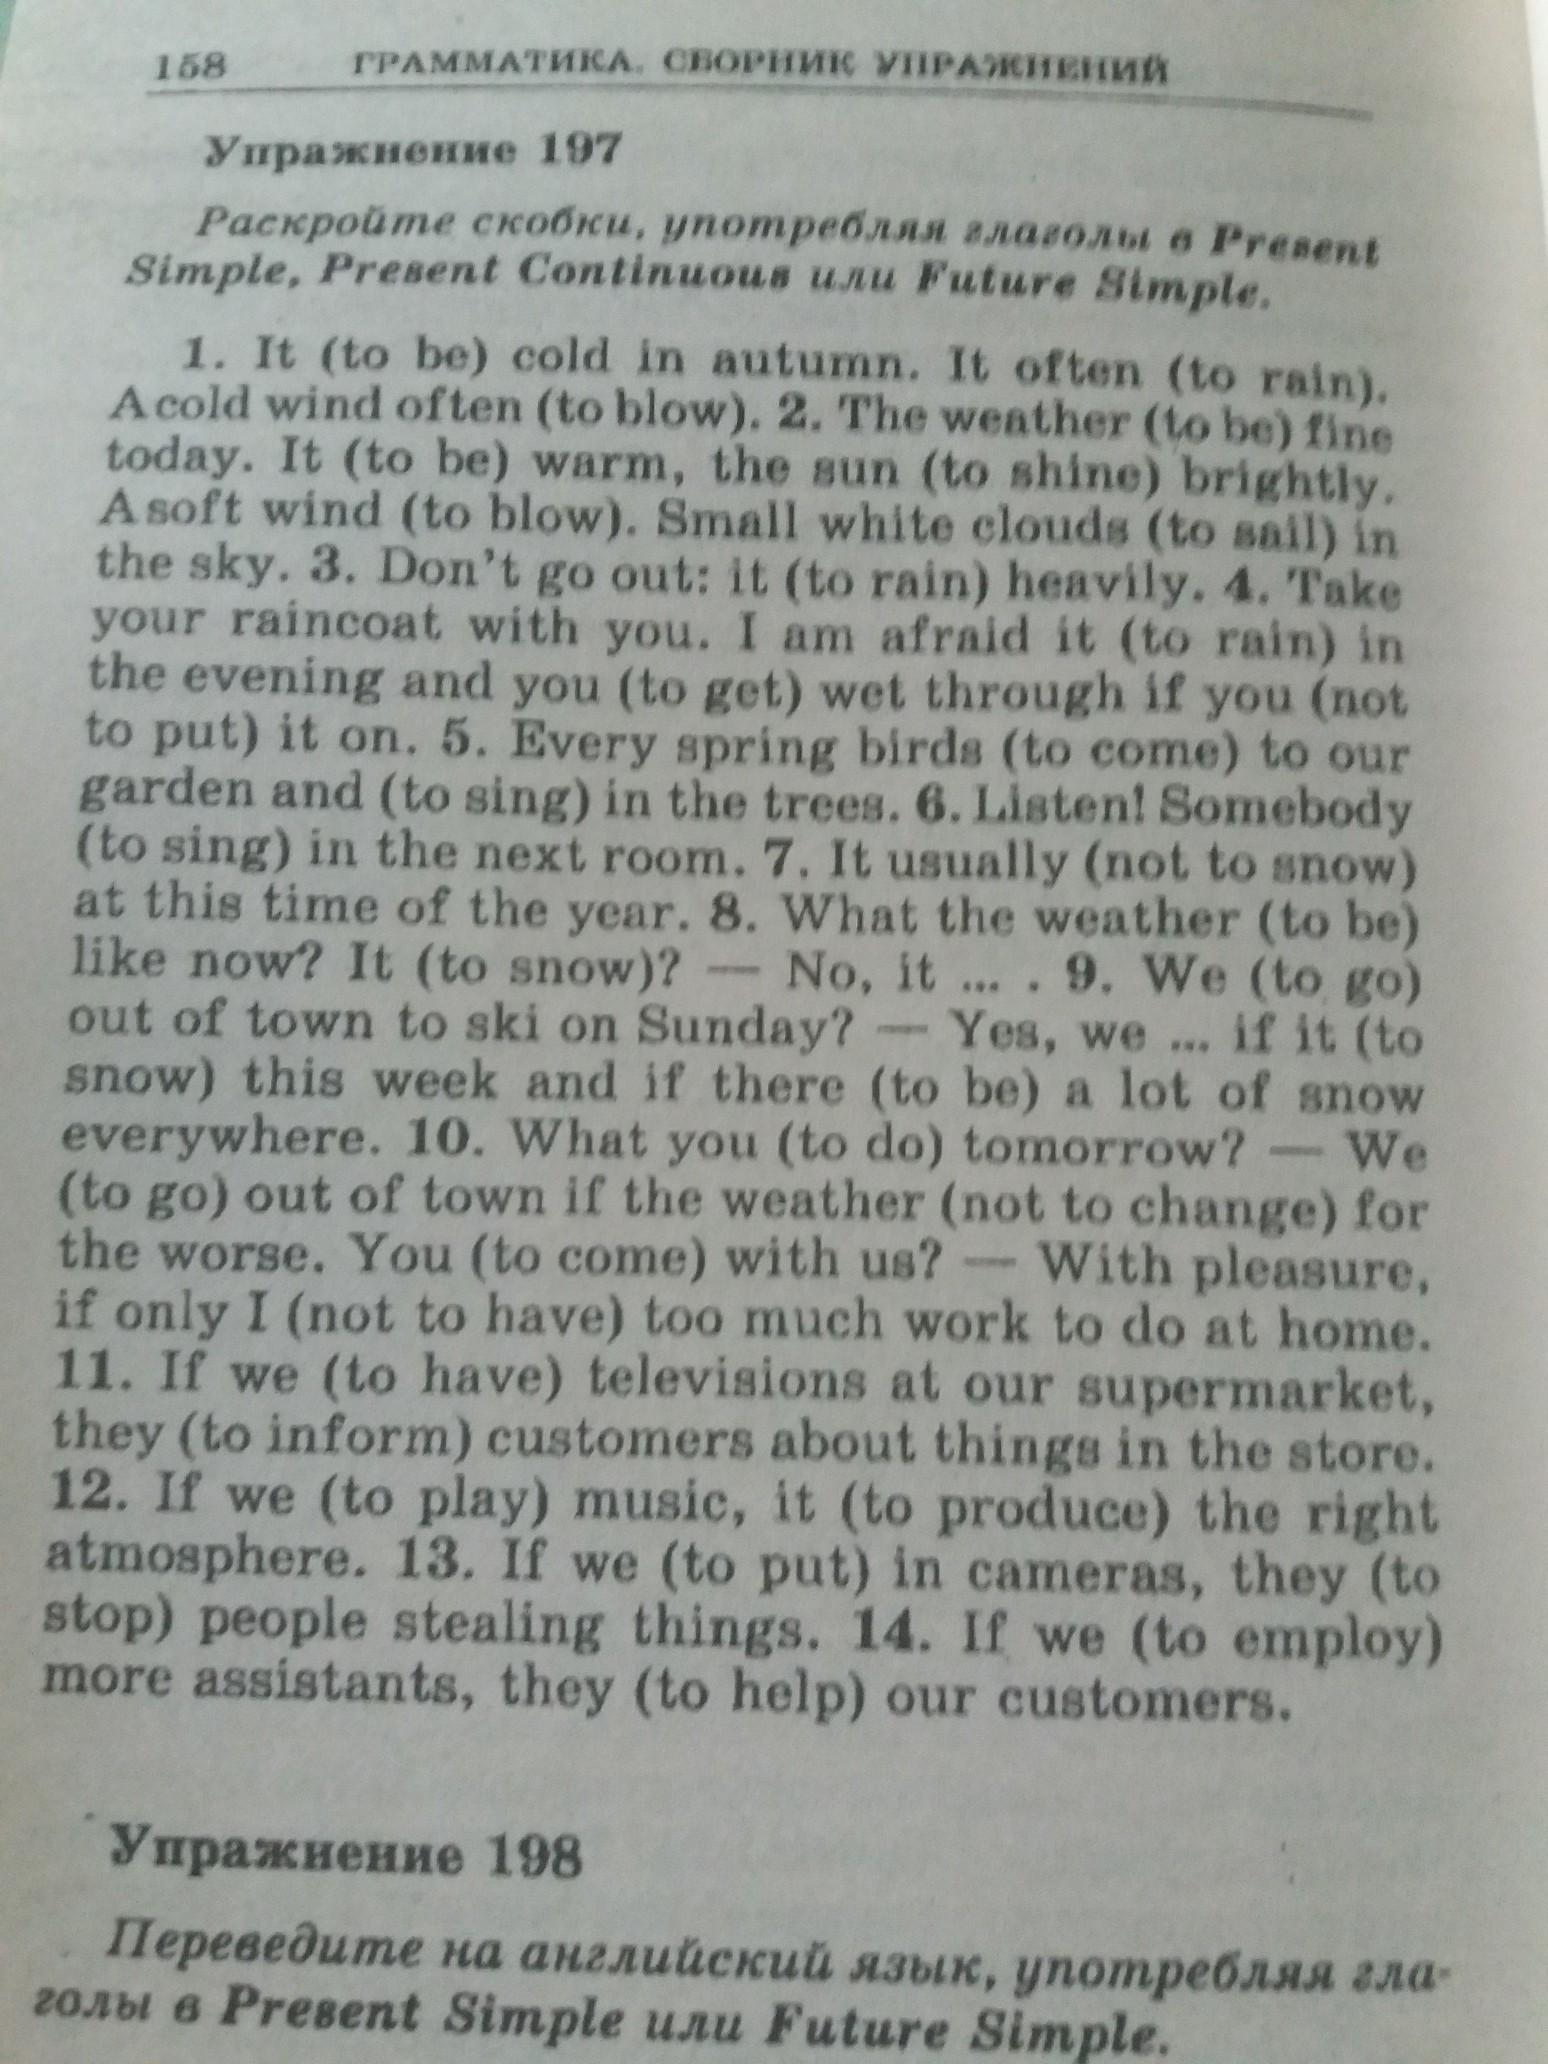 158 ГРАММАТИКА. СБОРНИК УПРАЖНЕНИЙ
Упражнение 197
Раскройте скобки, употребляя глаголы в Present
Simple, Present Continuous или Future Simple.
1. It (to be) cold in autumn. It often (to rain).
A cold wind often (to blow). 2. The weather (to be) fine
today. It (to be) warm, the sun (to shine) brightly.
A soft wind (to blow). Small white clouds (to sail) in
the sky. 3. Don't go out: it (to rain) heavily. 4. Take
your raincoat with you. I am afraid it (to rain) in
the evening and you (to get) wet through if you (not
to put) it on. 5. Every spring birds (to come) to our
garden and (to sing) in the trees. 6. Listen! Somebody
(to sing) in the next room. 7. It usually (not to snow)
at this time of the year. 8. What the weather (to be)
like now? It (to snow)? — No, it ... . 9. We (to go)
out of town to ski on Sunday? — Yes, we ... if it (to
snow) this week and if there (to be) a lot of snow
everywhere. 10. What you (to do) tomorrow? — We
(to go) out of town if the weather (not to change) for
the worse. You (to come) with us? — With pleasure,
if only I (not to have) too much work to do at home.
11. If we (to have) televisions at our supermarket,
they (to inform) customers about things in the store.
12. If we (to play) music, it (to produce) the right
atmosphere. 13. If we (to put) in cameras, they (to
stop) people stealing things. 14. If we (to employ)
more assistants, they (to help) our customers.
Упражнение 198
Переведите на английский язык, употребляя гла-
голы в Present Simple или Future Simple.